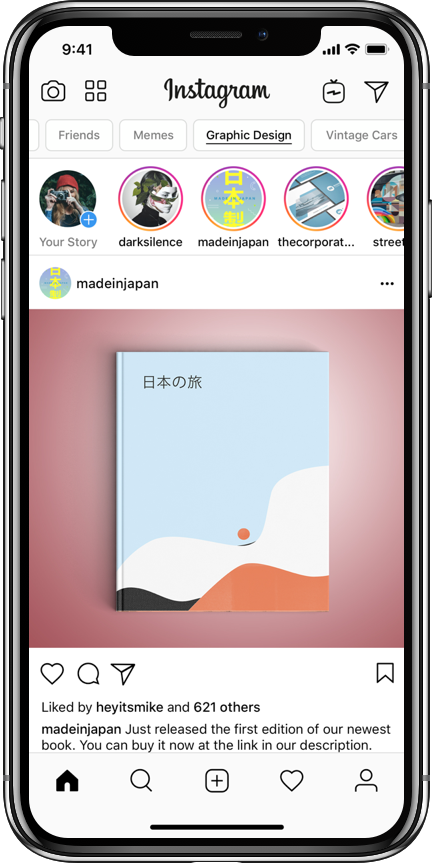 9:41
Instagram
Friends
Memes
Graphic Design
Vintage Cars
日本制
Your Story
darksilence
madeinjapan
thecorporat...
street
日本
madeinjapan
日本の旅
Liked by heyitsmike and 621 others
madeinjapan Just released the first edition of our newest
book. You can buy it now at the link in our description.